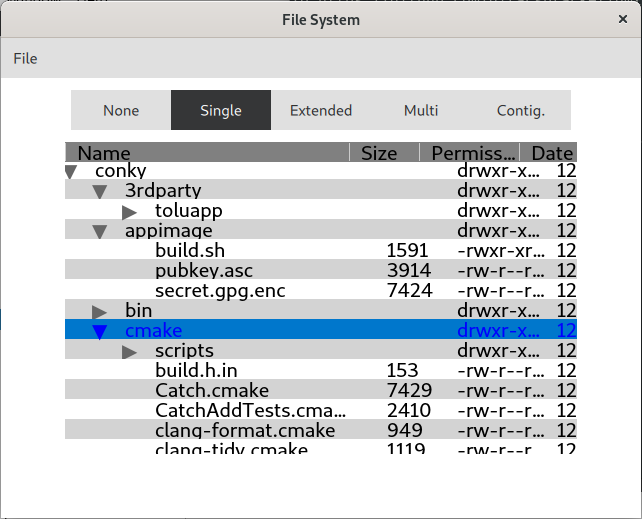 File System
File
None Single Extended Multi Contig.
Name Size Permiss... Date
conky drwxr-x... 12
3rdparty drwxr-x... 12
toluapp drwxr-x... 12
appimage drwxr-x... 12
build.sh 1591 -rwxr-xr... 12
pubkey.asc 3914 -rw-r--r... 12
secret.gpg.enc 7424 -rw-r--r... 12
bin drwxr-x... 12
cmake drwxr-x... 12
scripts drwxr-x... 12
build.h.in 153 -rw-r--r... 12
Catch.cmake 7429 -rw-r--r... 12
CatchAddTests.cma... 2410 -rw-r--r... 12
clang-format.cmake 949 -rw-r--r... 12
clang-tidy.cmake 1119 -rw-r--r... 12